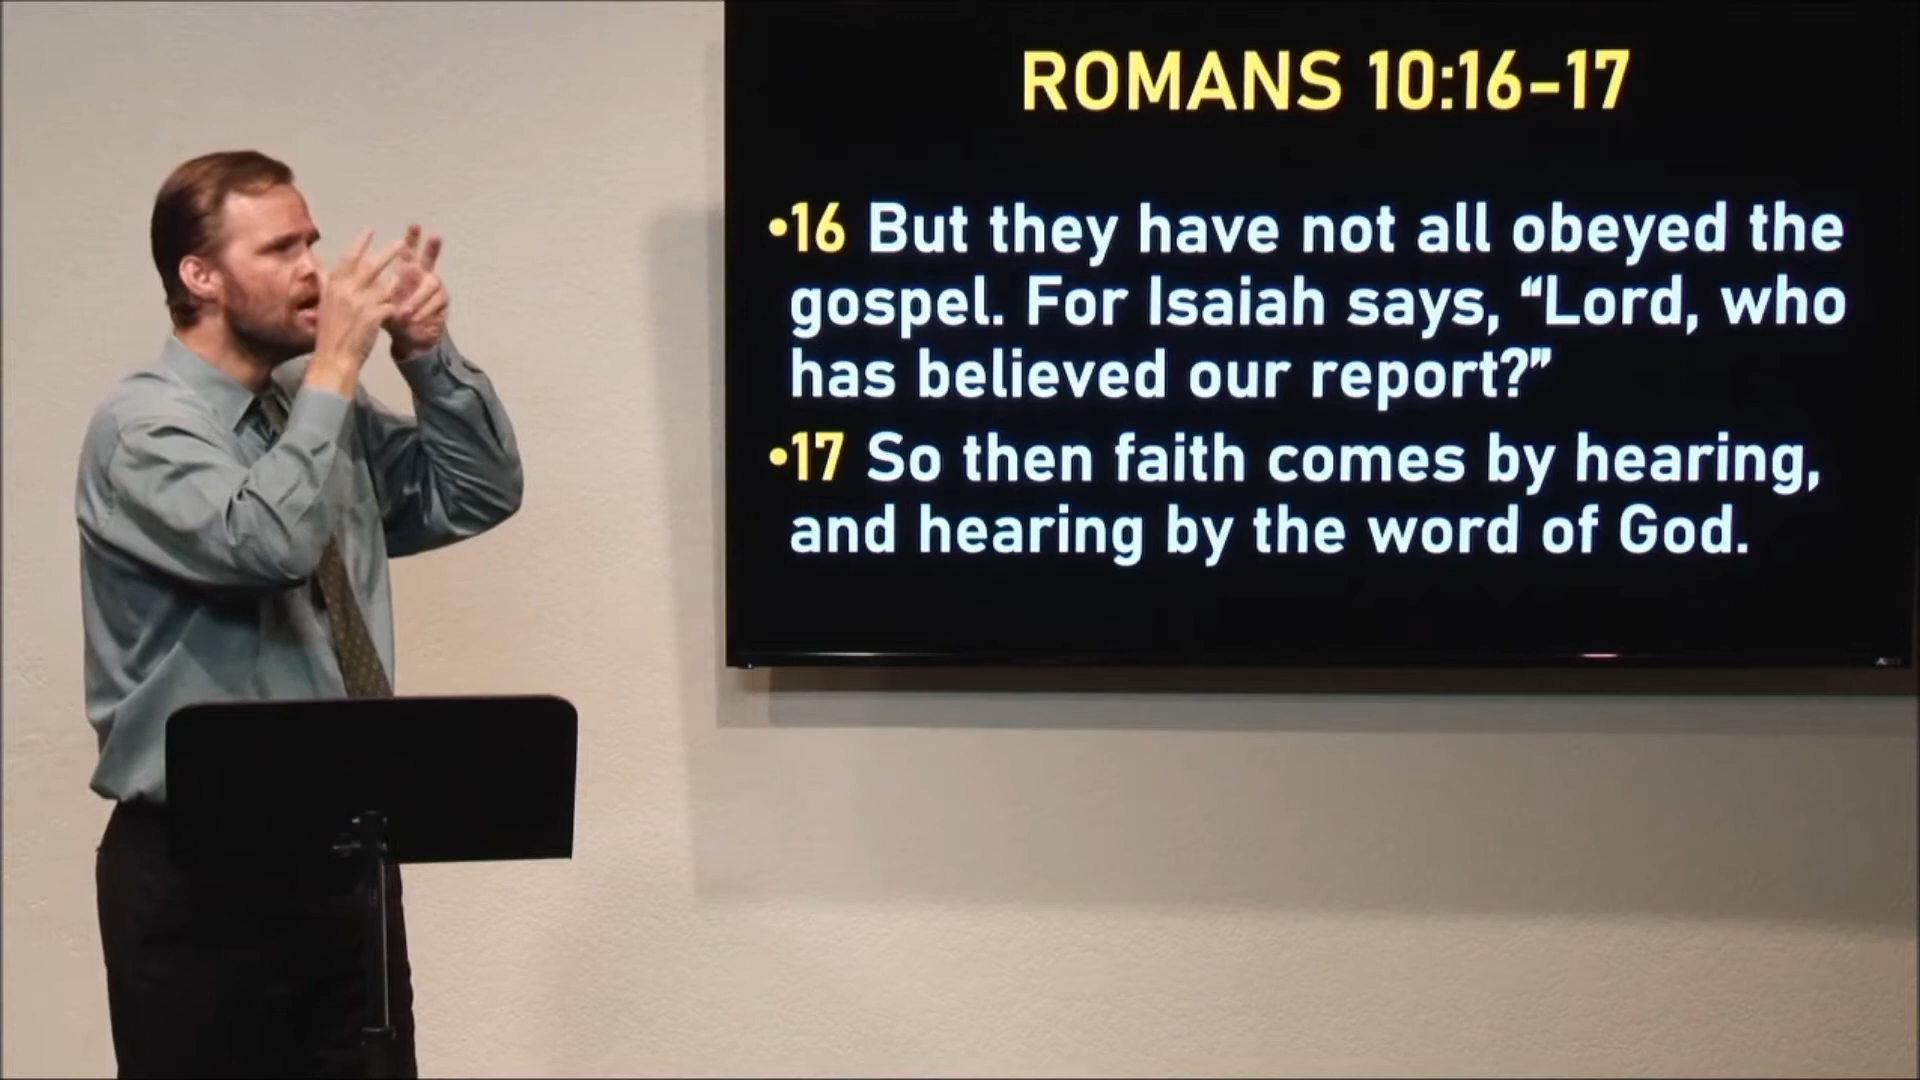 ROMANS 10:16-17
•16 But they have not all obeyed the
gospel. For Isaiah says, “Lord, who
has believed our report?”
•17 So then faith comes by hearing,
and hearing by the word of God.